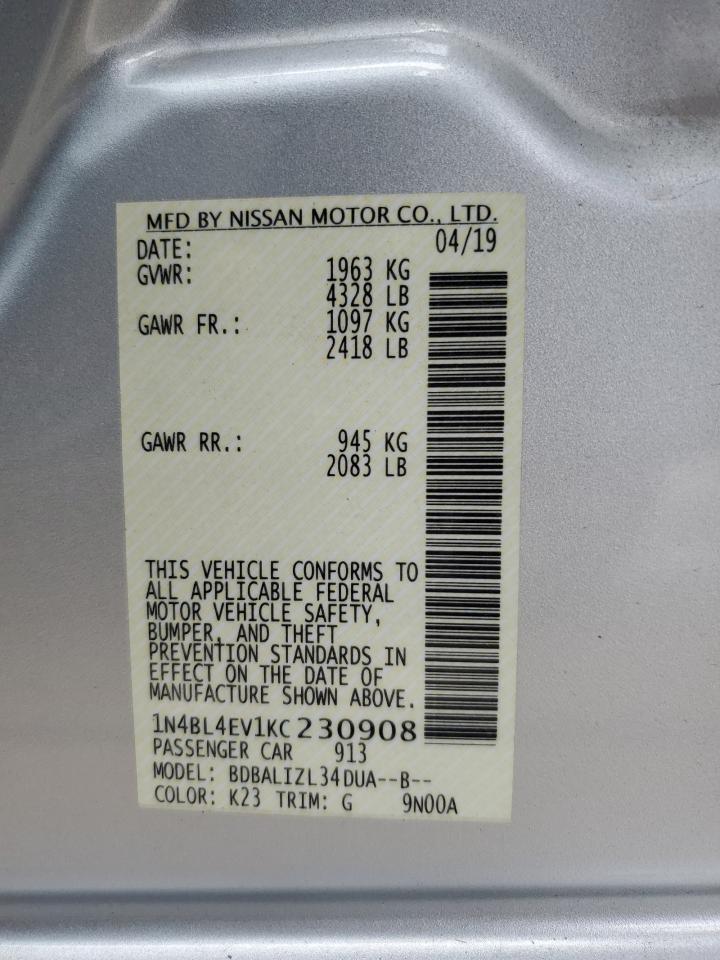 MFD BY NISSAN MOTOR CO., LTD.
DATE: 04/19
GVWR: 1963 KG
4328 LB
GAWR FR.: 1097 KG
2418 LB
GAWR RR.: 945 KG
2083 LB
THIS VEHICLE CONFORMS TO
ALL APPLICABLE FEDERAL
MOTOR VEHICLE SAFETY,
BUMPER, AND THEFT
PREVENTION STANDARDS IN
EFFECT ON THE DATE OF
MANUFACTURE SHOWN ABOVE.
1N4BL4EV1KC230908
PASSENGER CAR 913
MODEL: BDBALIZL34DUA--B--
COLOR: K23 TRIM: G 9N00A